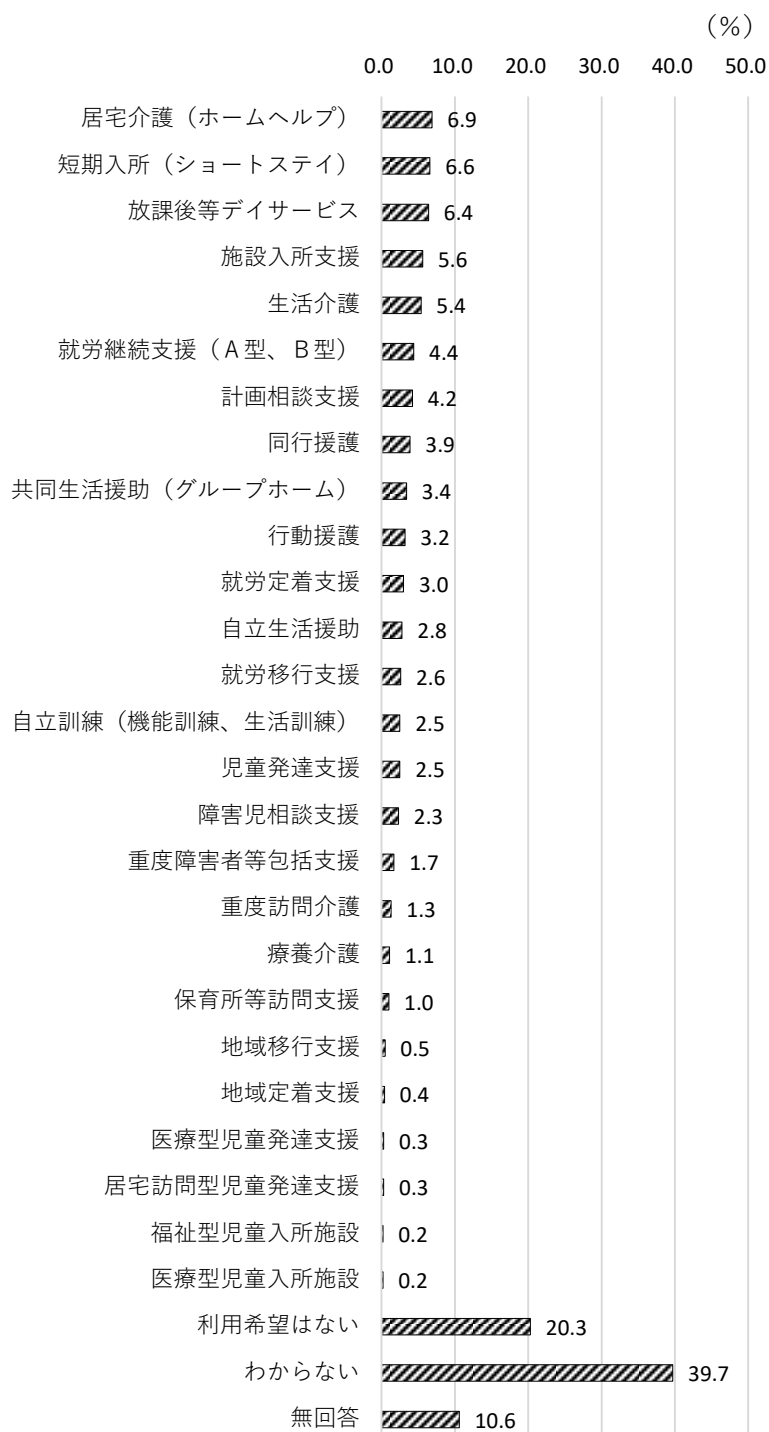 (%)
0.0 10.0 20.0 30.0 40.0 50.0
居宅介護（ホームヘルプ） 6.9
短期入所（ショートステイ） 6.6
放課後等デイサービス 6.4
施設入所支援 5.6
生活介護 5.4
就労継続支援（Ａ型、Ｂ型） 4.4
計画相談支援 4.2
同行援護 3.9
共同生活援助（グループホーム） 3.4
行動援護 3.2
就労定着支援 3.0
自立生活援助 2.8
就労移行支援 2.6
自立訓練（機能訓練、生活訓練） 2.5
児童発達支援 2.5
障害児相談支援 2.3
重度障害者等包括支援 1.7
重度訪問介護 1.3
療養介護 1.1
保育所等訪問支援 1.0
地域移行支援 0.5
地域定着支援 0.4
医療型児童発達支援 0.3
居宅訪問型児童発達支援 0.3
福祉型児童入所施設 0.2
医療型児童入所施設 0.2
利用希望はない 20.3
わからない 39.7
無回答 10.6